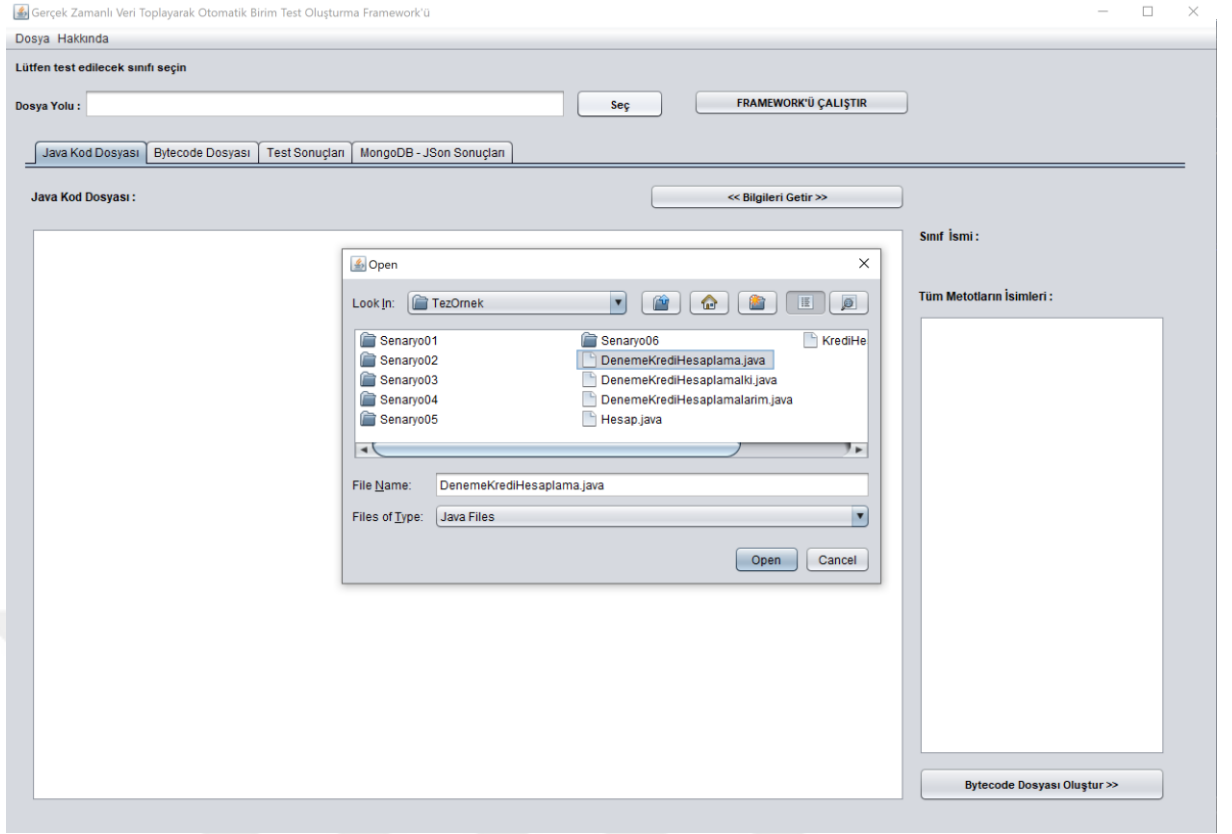 Gerçek Zamanlı Veri Toplayarak Otomatik Birim Test Oluşturma Framework'ü
Dosya Hakkında
Lütfen test edilecek sınıfı seçin
Dosya Yolu :
Seç
FRAMEWORK'Ü ÇALIŞTIR
Java Kod Dosyası
Bytecode Dosyası
Test Sonuçları
MongoDB - JSon Sonuçları
Java Kod Dosyası :
<< Bilgileri Getir >>
Sınıf İsmi :
Tüm Metotların İsimleri :
Open
Look In:
TezOrnek
Senaryo01
Senaryo02
Senaryo03
Senaryo04
Senaryo05
Senaryo06
DenemeKrediHesaplama.java
DenemeKrediHesaplamaIki.java
DenemeKrediHesaplamalarim.java
Hesap.java
KrediHe
File Name:
DenemeKrediHesaplama.java
Files of Type:
Java Files
Open
Cancel
Bytecode Dosyası Oluştur >>